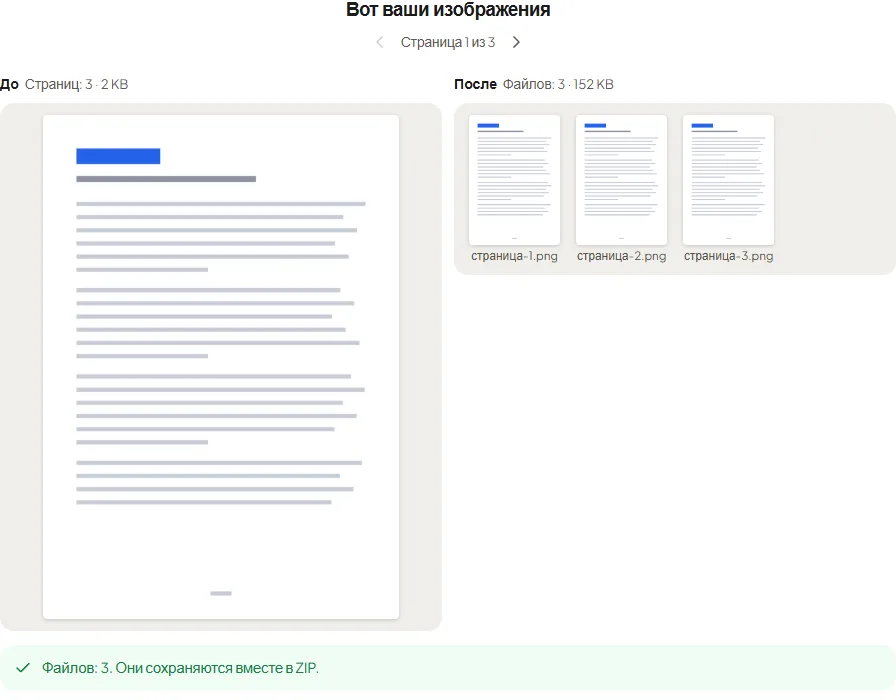 Вот ваши изображения
Страница 1 из 3
До Страниц: 3 · 2 KB
После Файлов: 3 · 152 KB
страница-1.png
страница-2.png
страница-3.png
Файлов: 3. Они сохраняются вместе в ZIP.